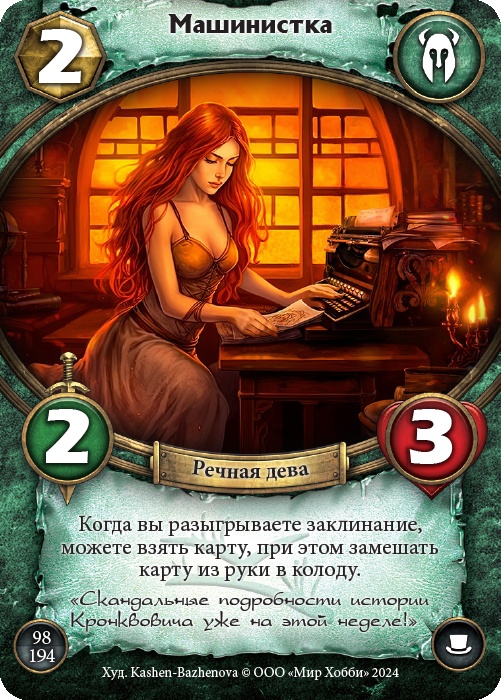 Машинистка
2
2
3
Речная дева
Когда вы разыгрываете заклинание,
можете взять карту, при этом замешать
карту из руки в колоду.
«Скандальные подробности истории
Кронквовича уже на этой неделе!»
98
194
Худ. Kashen-Bazhenova © ООО «Мир Хобби» 2024